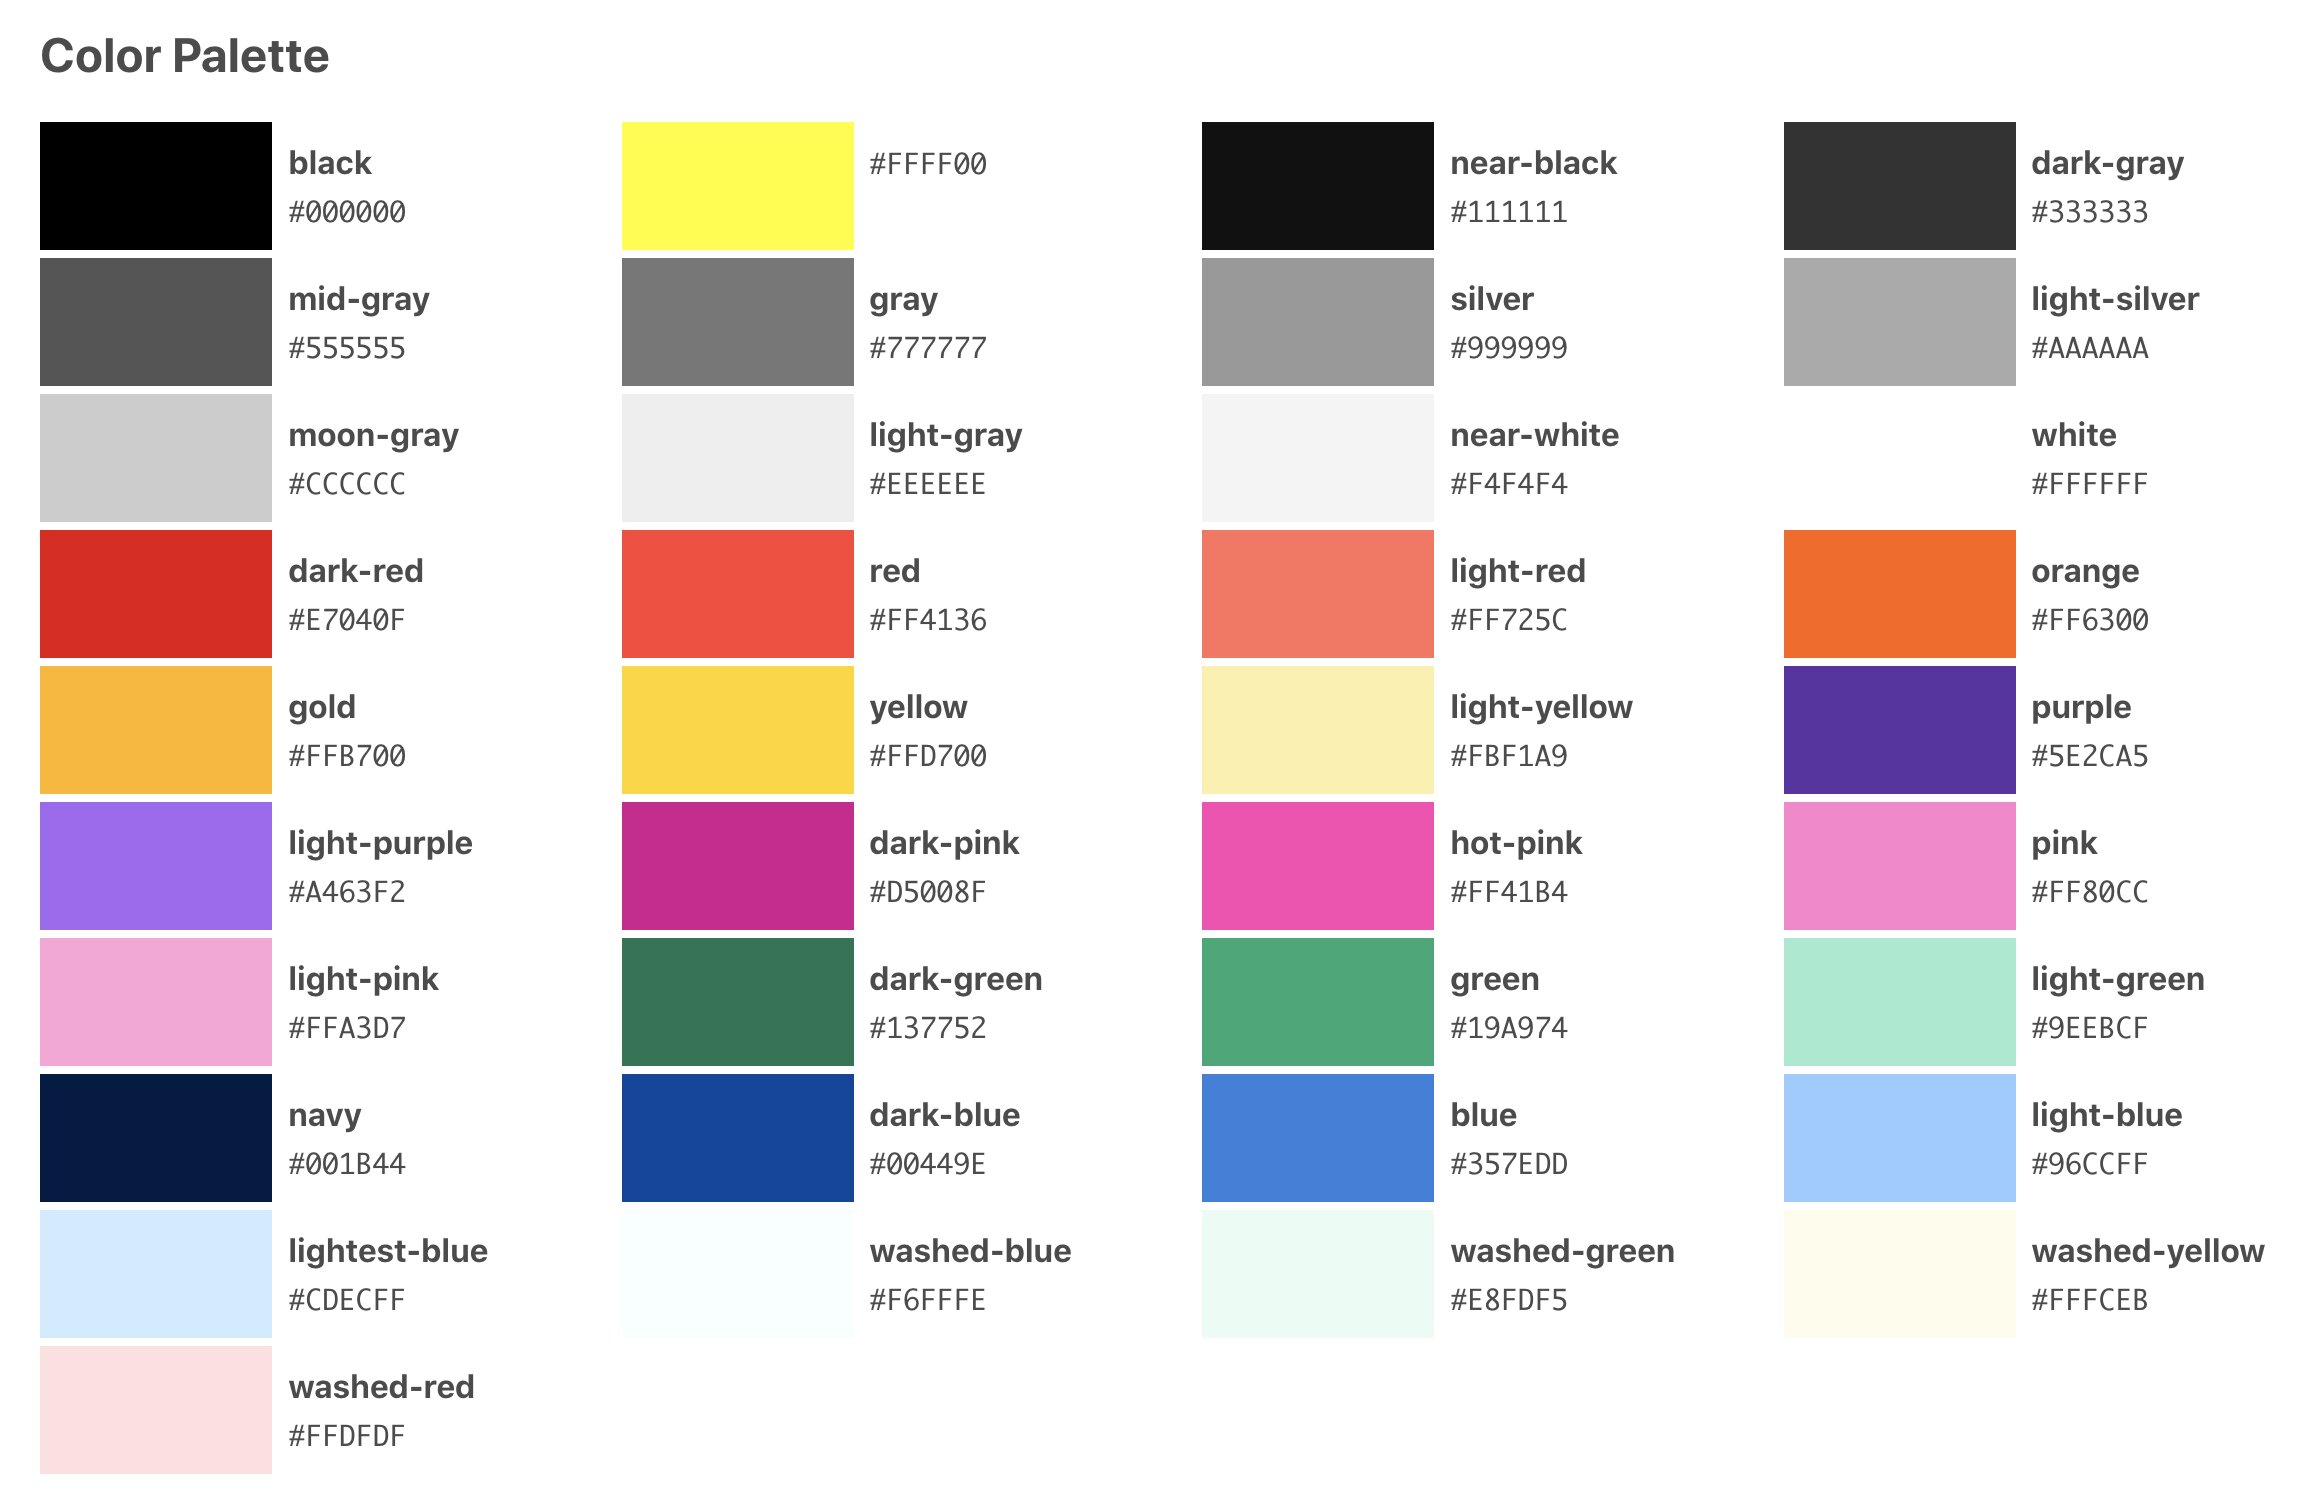 Color Palette
black
#000000
#FFFF00
near-black
#111111
dark-gray
#333333
mid-gray
#555555
gray
#777777
silver
#999999
light-silver
#AAAAAA
moon-gray
#CCCCCC
light-gray
#EEEEEE
near-white
#F4F4F4
white
#FFFFFF
dark-red
#E7040F
red
#FF4136
light-red
#FF725C
orange
#FF6300
gold
#FFB700
yellow
#FFD700
light-yellow
#FBF1A9
purple
#5E2CA5
light-purple
#A463F2
dark-pink
#D5008F
hot-pink
#FF41B4
pink
#FF80CC
light-pink
#FFA3D7
dark-green
#137752
green
#19A974
light-green
#9EEBCF
navy
#001B44
dark-blue
#00449E
blue
#357EDD
light-blue
#96CCFF
lightest-blue
#CDECFF
washed-blue
#F6FFFE
washed-green
#E8FDF5
washed-yellow
#FFFCEB
washed-red
#FFDFDF